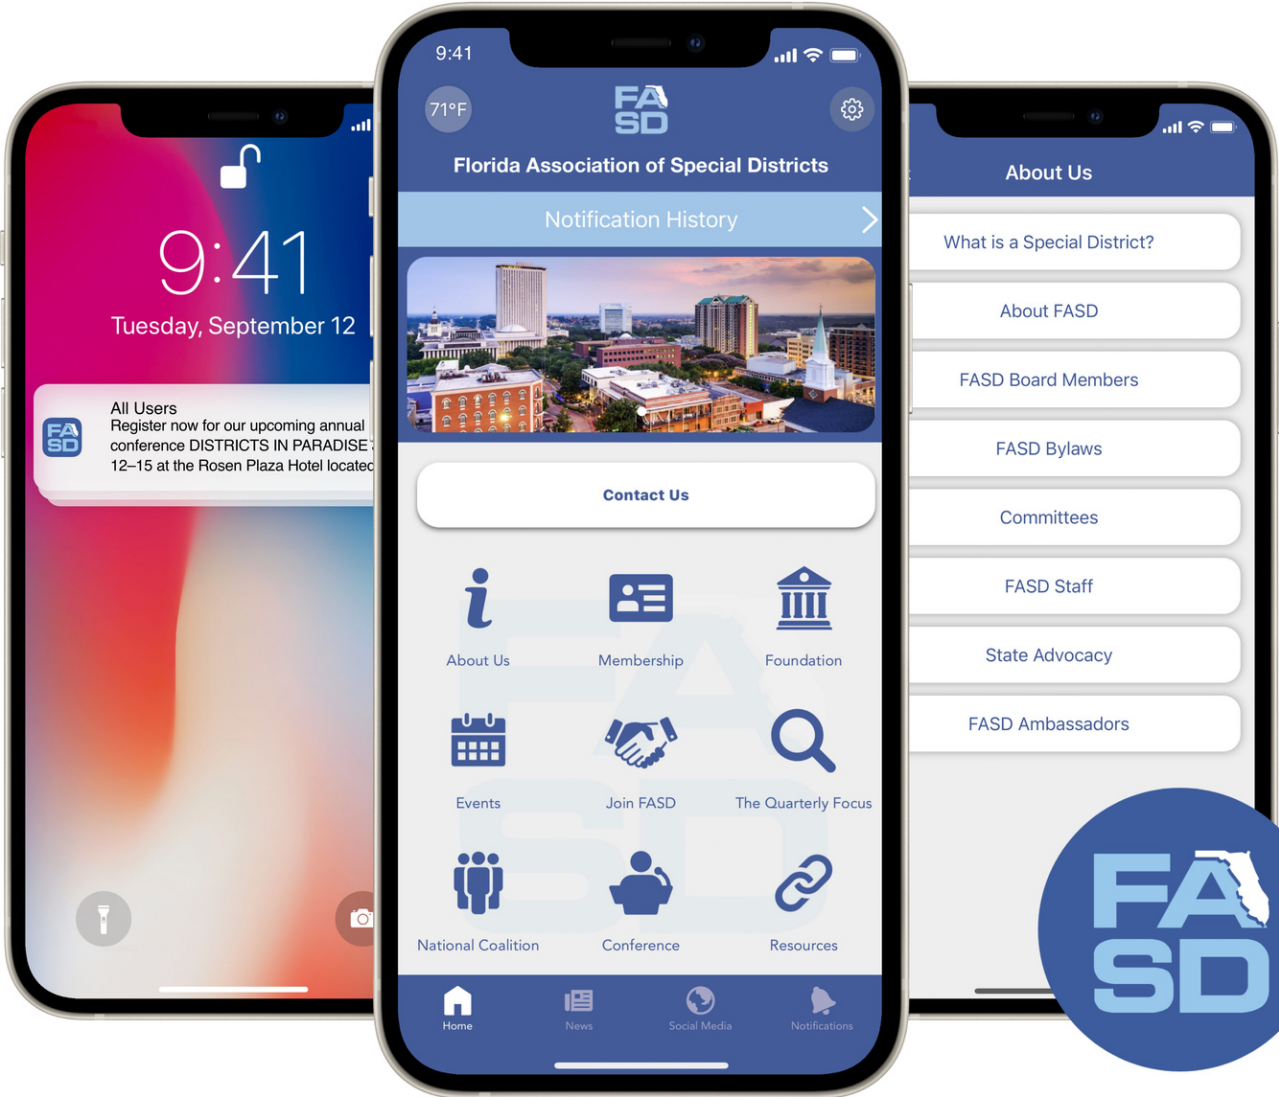 9:41
Tuesday, September 12
FA
SD
All Users
Register now for our upcoming annual
conference DISTRICTS IN PARADISE
12–15 at the Rosen Plaza Hotel located
9:41
71°F
FA
SD
Florida Association of Special Districts
Notification History
Contact Us
About Us
Membership
Foundation
Events
Join FASD
The Quarterly Focus
National Coalition
Conference
Resources
Home
News
Social Media
Notifications
FA
SD
About Us
What is a Special District?
About FASD
FASD Board Members
FASD Bylaws
Committees
FASD Staff
State Advocacy
FASD Ambassadors
FA
SD